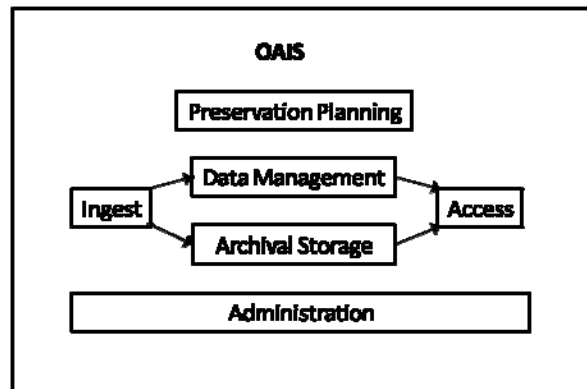 OAIS
Preservation Planning
Data Management
Ingest
Access
Archival Storage
Administration